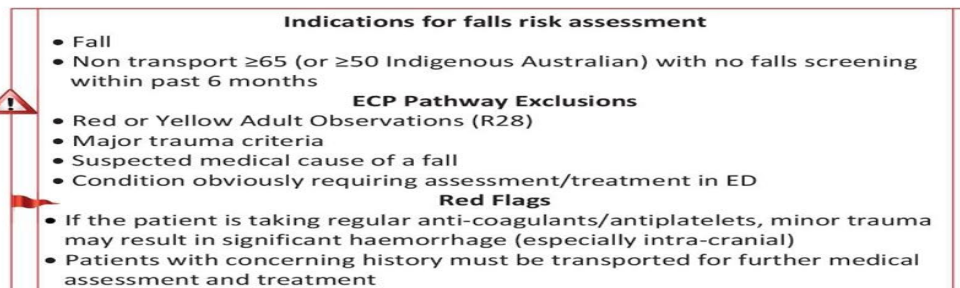 Indications for falls risk assessment
• Fall
• Non transport ≥65 (or ≥50 Indigenous Australian) with no falls screening
within past 6 months
ECP Pathway Exclusions
! • Red or Yellow Adult Observations (R28)
• Major trauma criteria
• Suspected medical cause of a fall
• Condition obviously requiring assessment/treatment in ED
Red Flags
• If the patient is taking regular anti-coagulants/antiplatelets, minor trauma
may result in significant haemorrhage (especially intra-cranial)
• Patients with concerning history must be transported for further medical
assessment and treatment